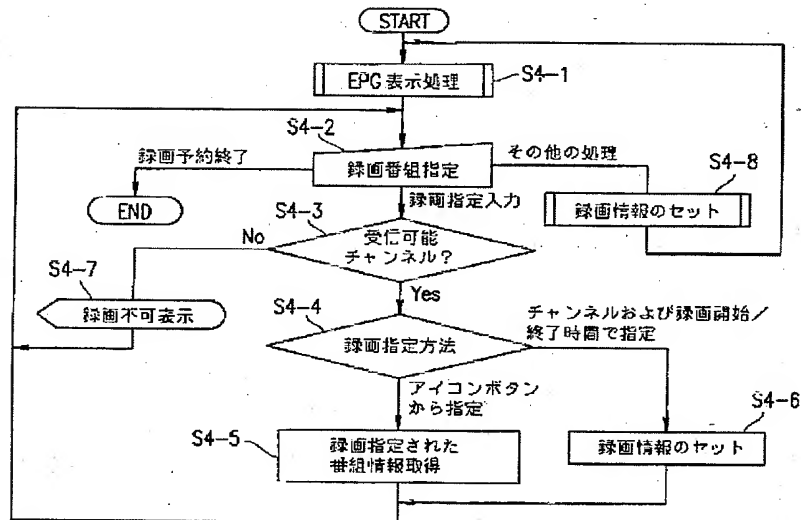 START
EPG 表示処理
S4-1
S4-2
録画予約終了
録画番組指定
その他の処理
S4-8
END
録画指定入力
録画情報のセット
S4-3
No
受信可能
チャンネル？
S4-7
録画不可表示
Yes
S4-4
チャンネルおよび録画開始／
終了時間で指定
録画指定方法
アイコンボタン
から指定
S4-6
S4-5
録画指定された
番組情報取得
録画情報のセット